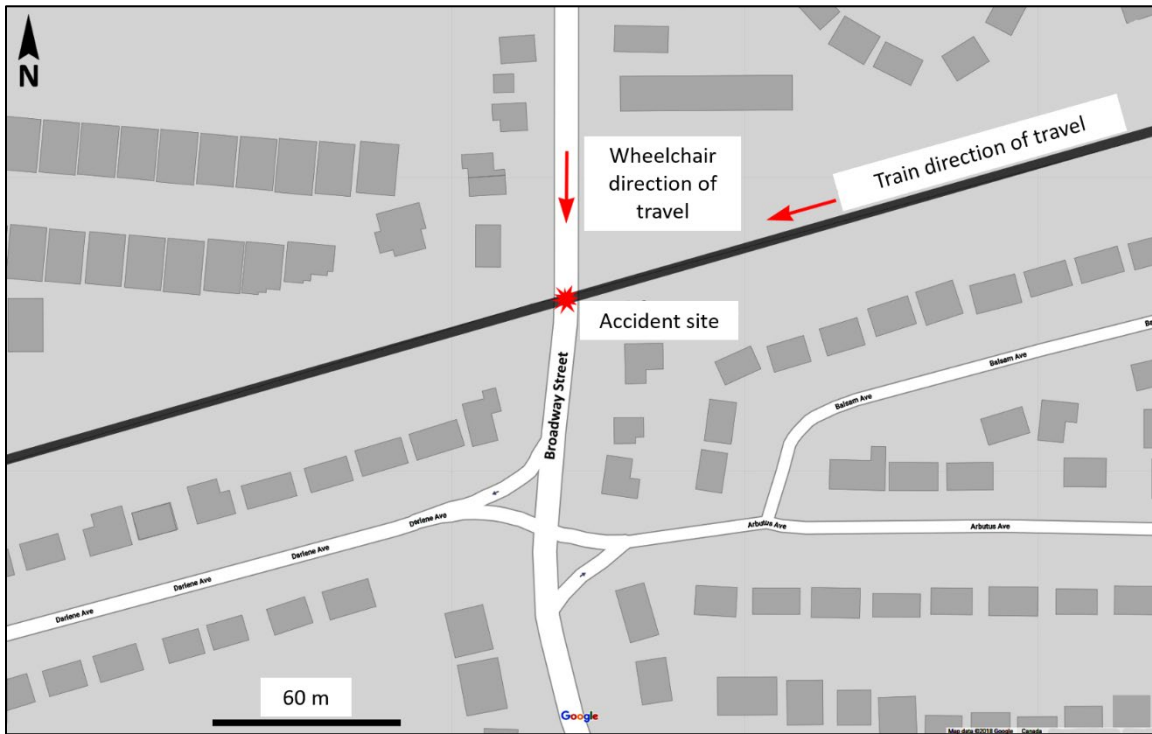 N
Wheelchair
direction of
travel
Train direction of travel
Accident site
Broadway Street
Balsam Ave
Balsam Ave
Ba
Darlene Ave
Darlene Ave
Darlene Ave
Darlene Ave
Arbutus Ave
Arbutus Ave
60 m
Google
Map data ©2018 Google Canada